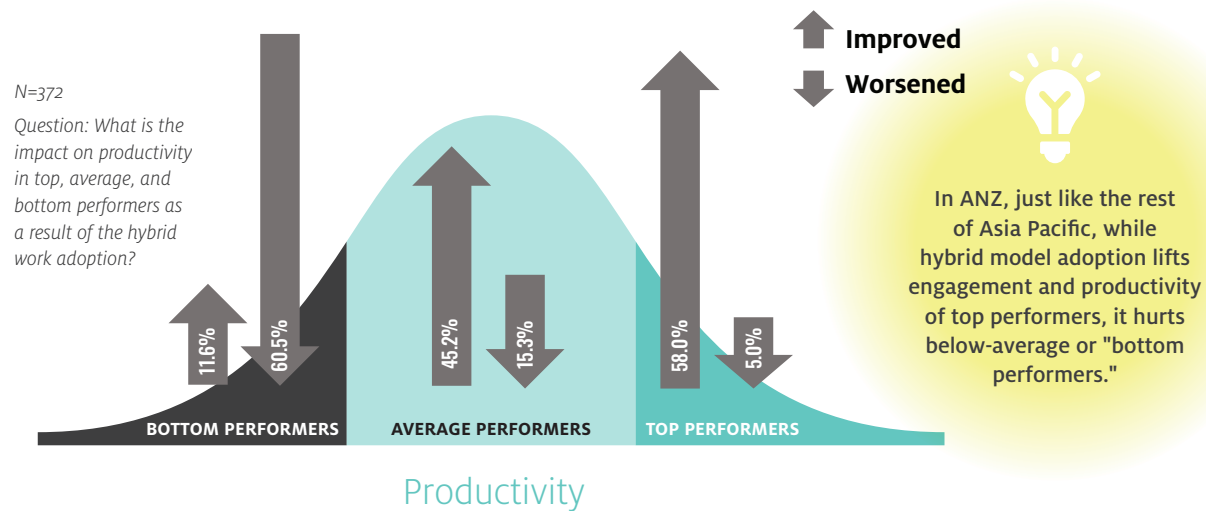 N=372
Question: What is the
impact on productivity
in top, average, and
bottom performers as
a result of the hybrid
work adoption?
Improved
Worsened
11.6%
60.5%
45.2%
15.3%
58.0%
5.0%
BOTTOM PERFORMERS
AVERAGE PERFORMERS
TOP PERFORMERS
Productivity
In ANZ, just like the rest
of Asia Pacific, while
hybrid model adoption lifts
engagement and productivity
of top performers, it hurts
below-average or "bottom
performers."